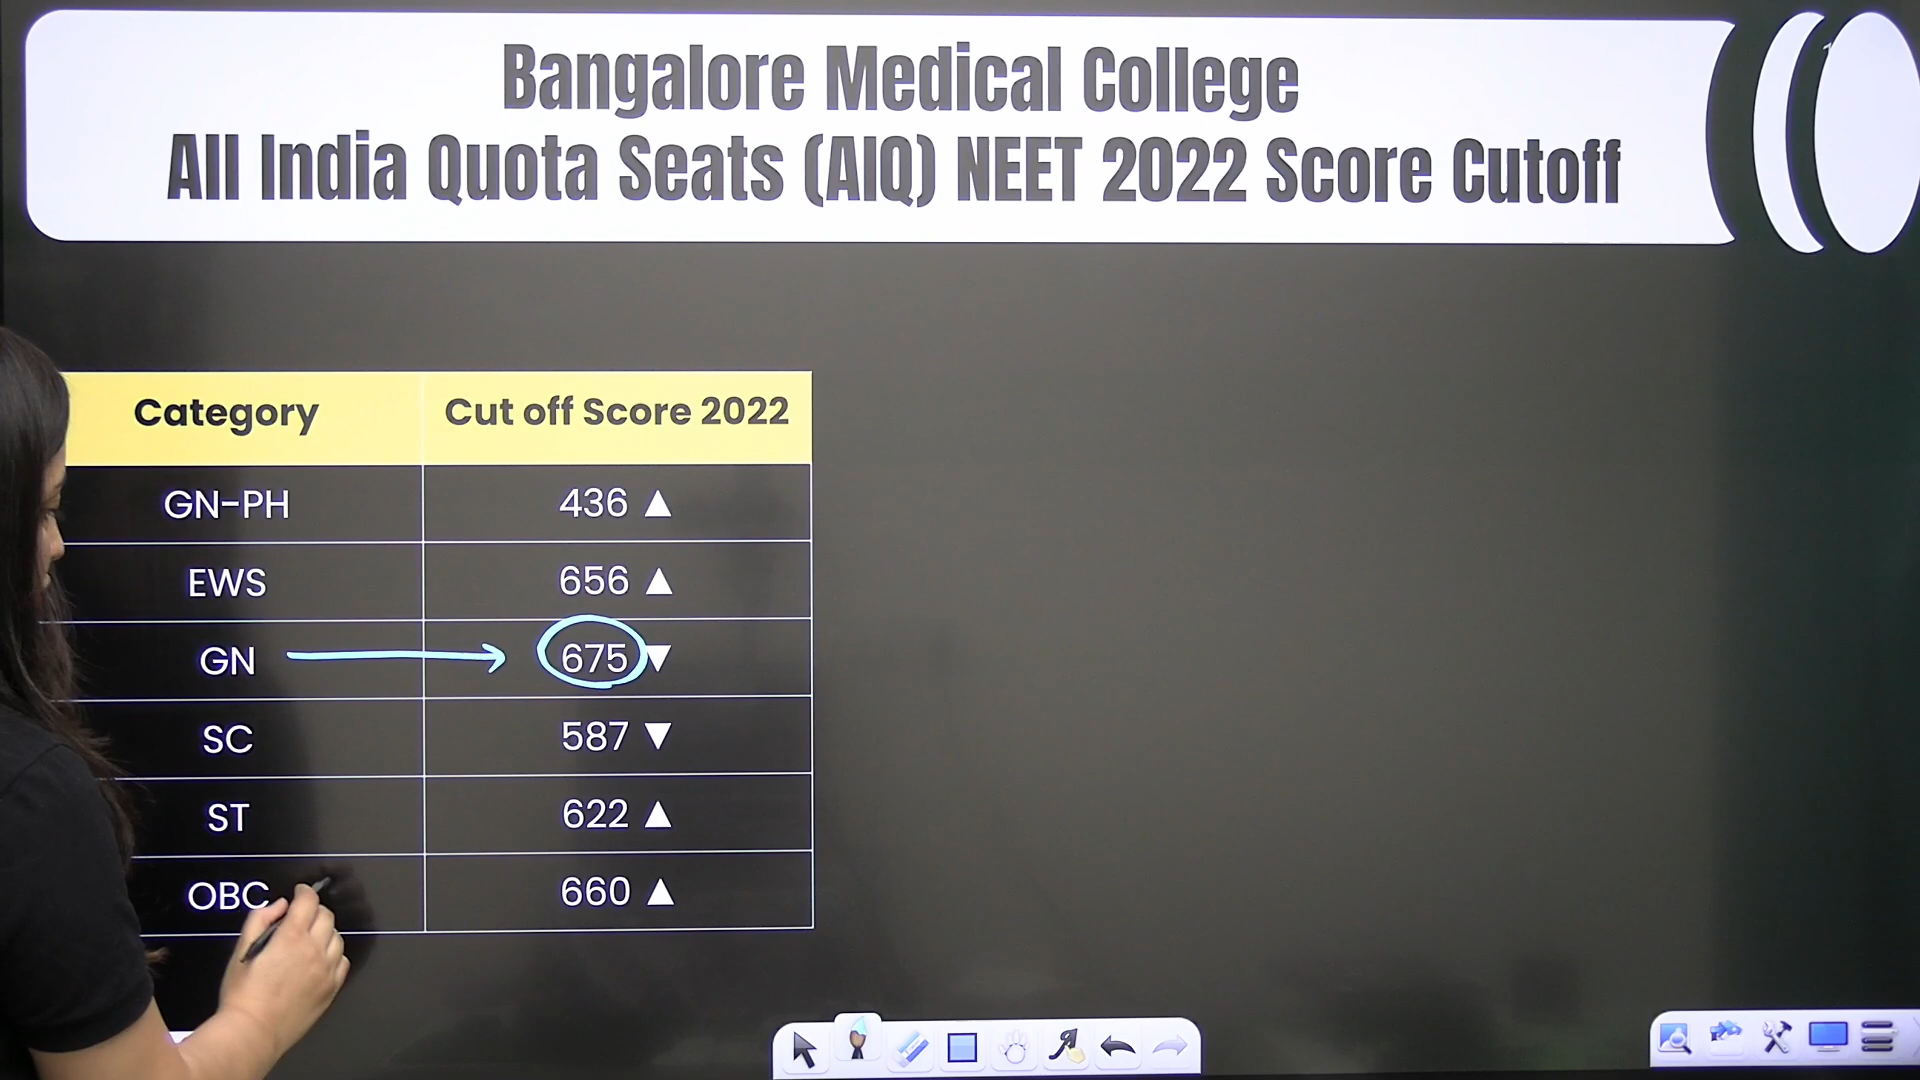 Bangalore Medical College
All India Quota Seats (AIQ) NEET 2022 Score Cutoff
Category Cut off Score 2022
GN-PH 436 ▲
EWS 656 ▲
GN 675 ▼
SC 587 ▼
ST 622 ▲
OBC 660 ▲